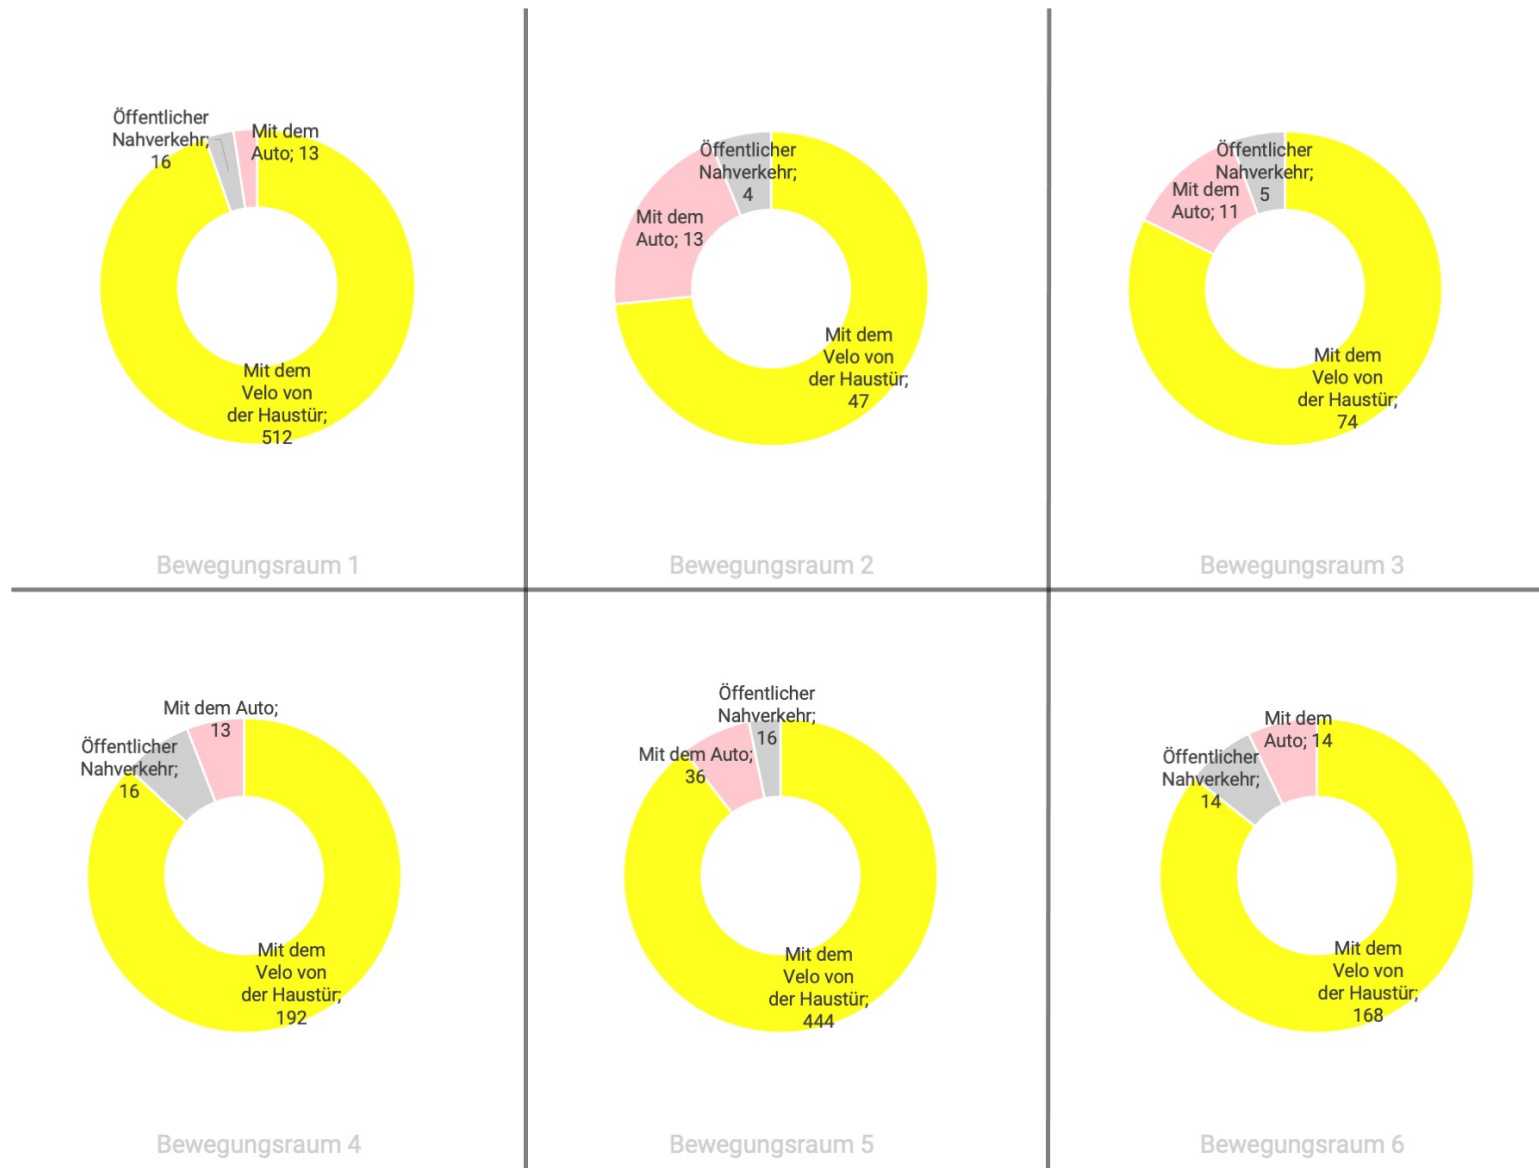 Öffentlicher
Nahverkehr;
16
Mit dem
Auto; 13
Mit dem
Velo von
der Haustür;
512
Bewegungsraum 1
Öffentlicher
Nahverkehr;
4
Mit dem
Auto; 13
Mit dem
Velo von
der Haustür;
47
Bewegungsraum 2
Öffentlicher
Nahverkehr;
5
Mit dem
Auto; 11
Mit dem
Velo von
der Haustür;
74
Bewegungsraum 3
Mit dem Auto;
13
Öffentlicher
Nahverkehr;
16
Mit dem
Velo von
der Haustür;
192
Bewegungsraum 4
Öffentlicher
Nahverkehr;
16
Mit dem Auto;
36
Mit dem
Velo von
der Haustür;
444
Bewegungsraum 5
Mit dem
Auto; 14
Öffentlicher
Nahverkehr;
14
Mit dem
Velo von
der Haustür;
168
Bewegungsraum 6